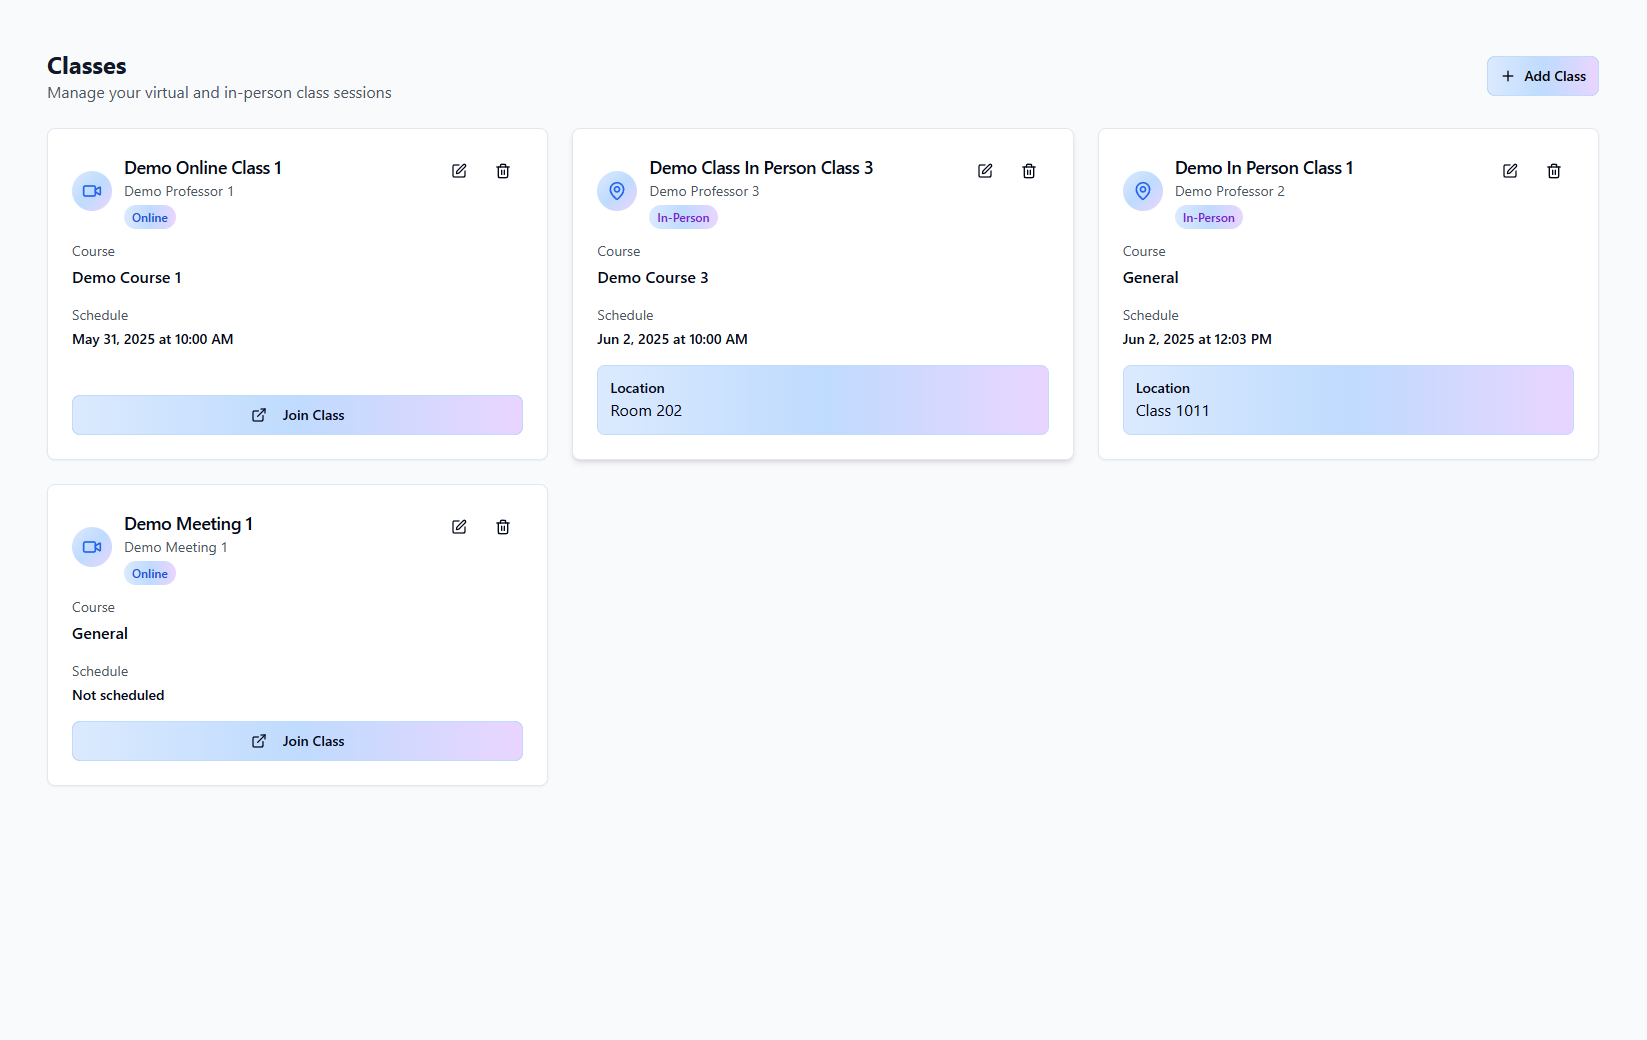 Classes
Manage your virtual and in-person class sessions
Add Class
Demo Online Class 1
Demo Professor 1
Online
Course
Demo Course 1
Schedule
May 31, 2025 at 10:00 AM
Join Class
Demo Class In Person Class 3
Demo Professor 3
In-Person
Course
Demo Course 3
Schedule
Jun 2, 2025 at 10:00 AM
Location
Room 202
Demo In Person Class 1
Demo Professor 2
In-Person
Course
General
Schedule
Jun 2, 2025 at 12:03 PM
Location
Class 1011
Demo Meeting 1
Demo Meeting 1
Online
Course
General
Schedule
Not scheduled
Join Class